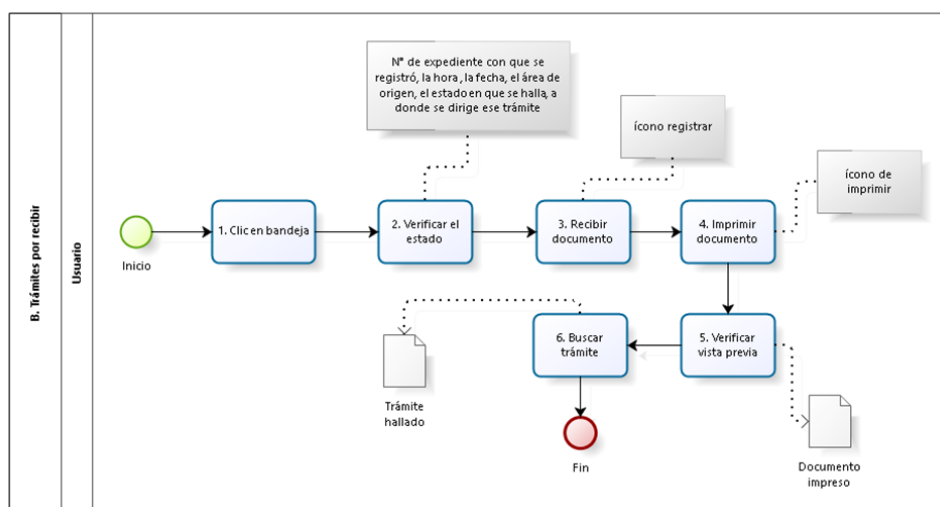 B. Trámites por recibir
Usuario
N° de expediente con que se
registró, la hora , la fecha, el área de
origen, el estado en que se halla, a
donde se dirige ese trámite
ícono registrar
ícono de
imprimir
Inicio
1. Clic en bandeja
2. Verificar el
estado
3. Recibir
documento
4. Imprimir
documento
5. Verificar
vista previa
6. Buscar
trámite
Trámite
hallado
Documento
impreso
Fin